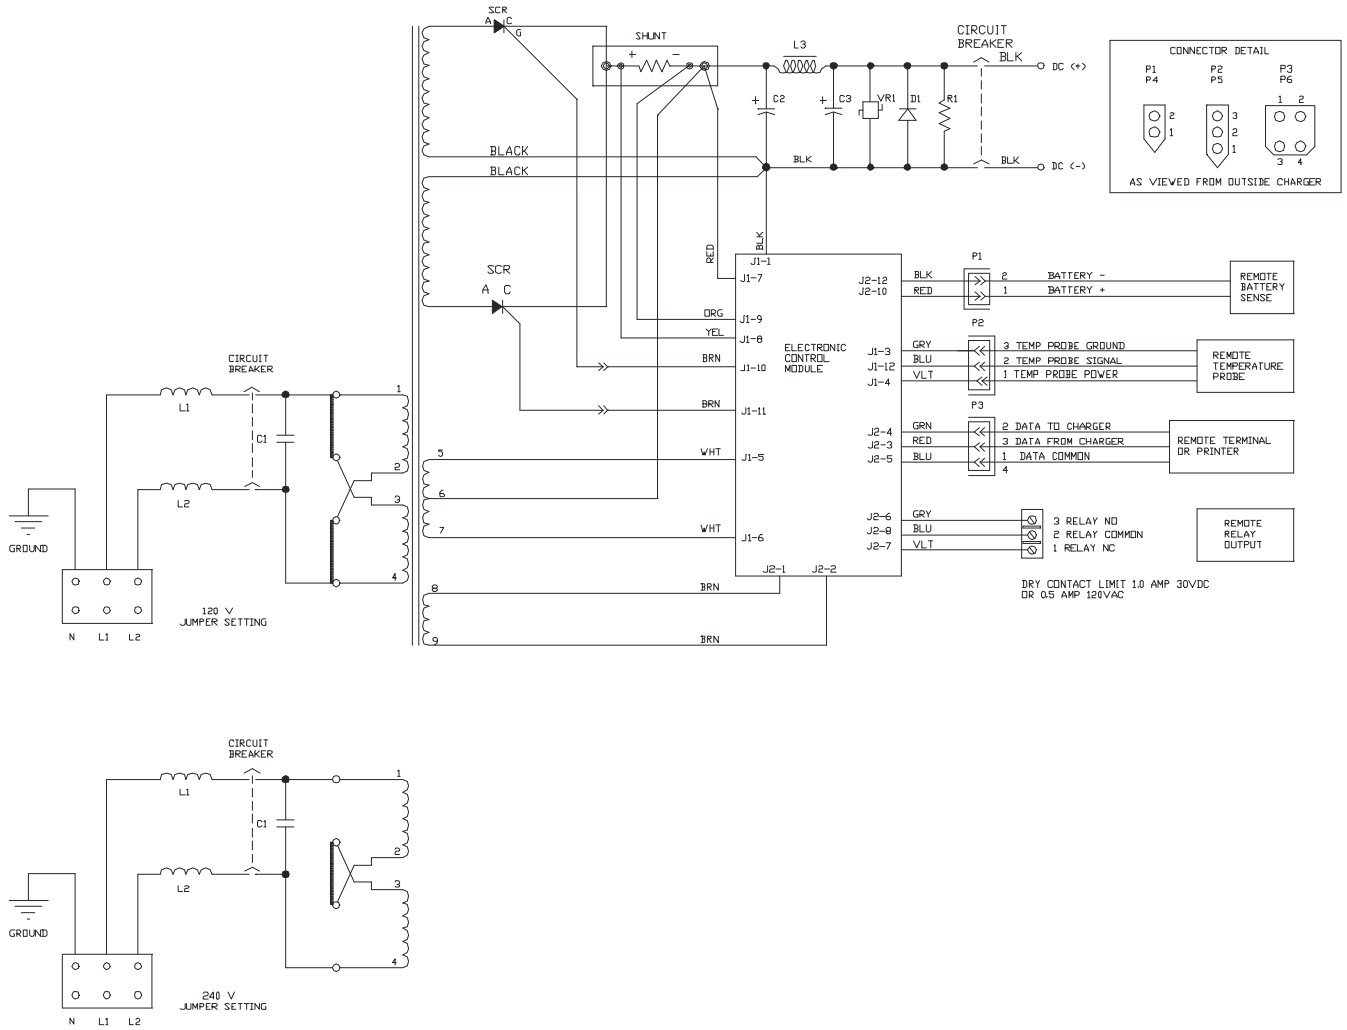 SCR
A C
G
SHUNT
+ −
L3
CIRCUIT
BREAKER
BLK
DC (+)
+ C2
+ C3
VR1
D1
R1
BLACK
BLACK
BLK
BLK
DC (-)
CONNECTOR DETAIL
P1 P2 P3
P4 P5 P6
2
1
3
2
1
1 2
3 4
AS VIEWED FROM OUTSIDE CHARGER
SCR
A C
RED
BLK
J1-1
J1-7
ORG J1-9
YEL J1-8
BRN J1-10
BRN J1-11
WHT J1-5
WHT J1-6
ELECTRONIC
CONTROL
MODULE
J2-12 BLK
J2-10 RED
P1
2 BATTERY -
1 BATTERY +
REMOTE
BATTERY
SENSE
P2
J1-3 GRY 3 TEMP PROBE GROUND
J1-12 BLU 2 TEMP PROBE SIGNAL
J1-4 VLT 1 TEMP PROBE POWER
REMOTE
TEMPERATURE
PROBE
P3
J2-4 GRN 2 DATA TO CHARGER
J2-3 RED 3 DATA FROM CHARGER
J2-5 BLU 1 DATA COMMON
4
REMOTE TERMINAL
OR PRINTER
J2-6 GRY 3 RELAY NO
J2-8 BLU 2 RELAY COMMON
J2-7 VLT 1 RELAY NC
REMOTE
RELAY
OUTPUT
DRY CONTACT LIMIT 1.0 AMP 30VDC
OR 0.5 AMP 120VAC
J2-1 J2-2
BRN
BRN
5
6
7
8
9
CIRCUIT
BREAKER
L1
C1
L2
1
2
3
4
GROUND
N L1 L2
120 V
JUMPER SETTING
CIRCUIT
BREAKER
L1
C1
L2
1
2
3
4
GROUND
N L1 L2
240 V
JUMPER SETTING